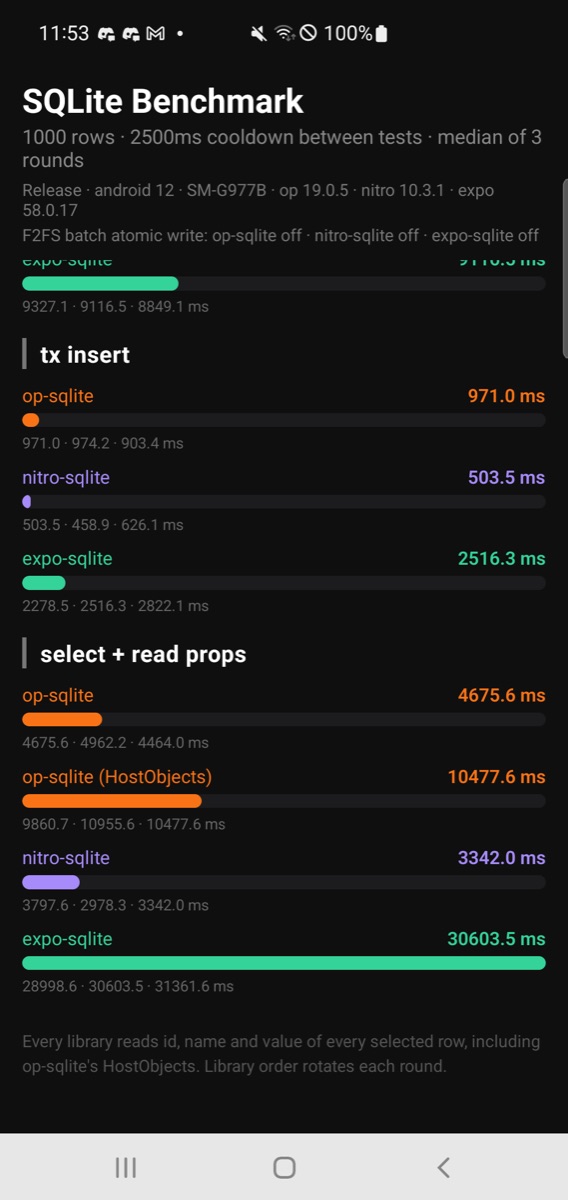 11:53
100%
SQLite Benchmark
1000 rows · 2500ms cooldown between tests · median of 3
rounds
Release · android 12 · SM-G977B · op 19.0.5 · nitro 10.3.1 · expo
58.0.17
F2FS batch atomic write: op-sqlite off · nitro-sqlite off · expo-sqlite off
expo-sqlite 9116.5 ms
9327.1 · 9116.5 · 8849.1 ms
tx insert
op-sqlite 971.0 ms
971.0 · 974.2 · 903.4 ms
nitro-sqlite 503.5 ms
503.5 · 458.9 · 626.1 ms
expo-sqlite 2516.3 ms
2278.5 · 2516.3 · 2822.1 ms
select + read props
op-sqlite 4675.6 ms
4675.6 · 4962.2 · 4464.0 ms
op-sqlite (HostObjects) 10477.6 ms
9860.7 · 10955.6 · 10477.6 ms
nitro-sqlite 3342.0 ms
3797.6 · 2978.3 · 3342.0 ms
expo-sqlite 30603.5 ms
28998.6 · 30603.5 · 31361.6 ms
Every library reads id, name and value of every selected row, including
op-sqlite's HostObjects. Library order rotates each round.